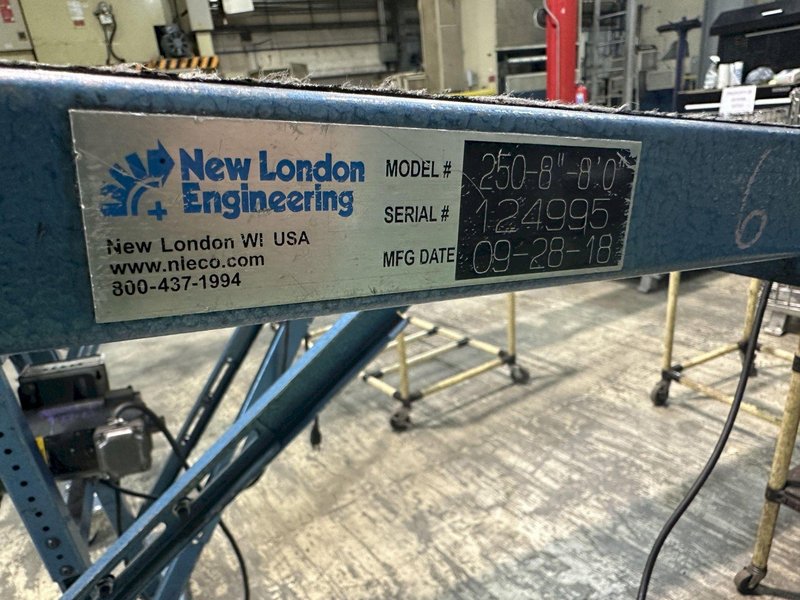 New London
Engineering
New London WI USA
www.nleco.com
800-437-1994
MODEL # 250-8"-8'0"
SERIAL # 124995
MFG DATE 09-28-18
6